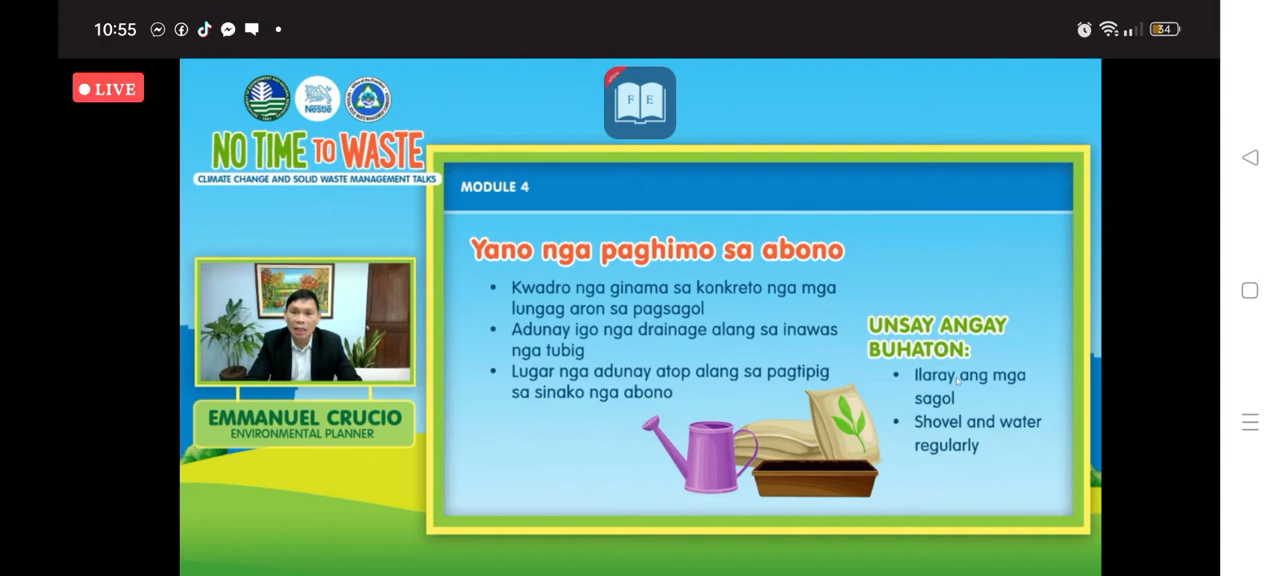 10:55
34
LIVE
FE
Nestlé
NO TIME TO WASTE
CLIMATE CHANGE AND SOLID WASTE MANAGEMENT TALKS
MODULE 4
Yano nga paghimo sa abono
• Kwadro nga ginama sa konkreto nga mga
lungag aron sa pagsagol
• Adunay igo nga drainage alang sa inawas
nga tubig
• Lugar nga adunay atop alang sa pagtipig
sa sinako nga abono
UNSAY ANGAY
BUHATON:
• Ilaray ang mga
sagol
• Shovel and water
regularly
EMMANUEL CRUCIO
ENVIRONMENTAL PLANNER